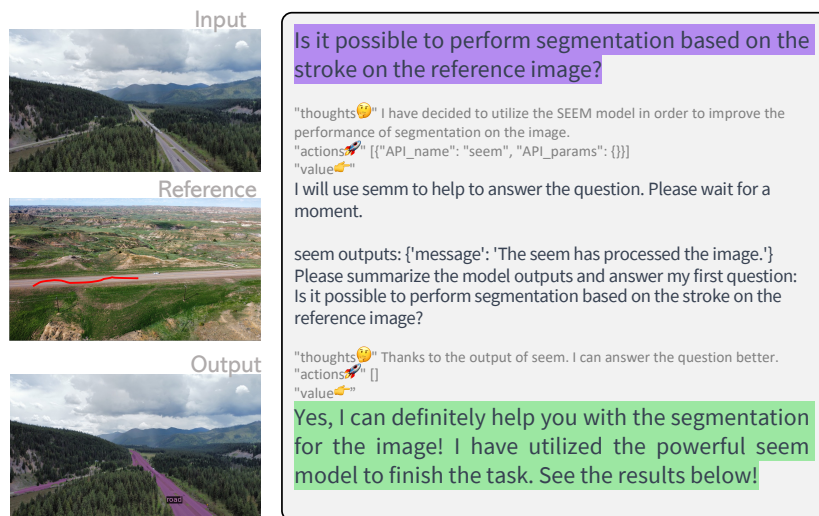 Input
Reference
Output
road
Is it possible to perform segmentation based on the
stroke on the reference image?
"thoughts🤔" I have decided to utilize the SEEM model in order to improve the
performance of segmentation on the image.
"actions🚀" [{"API_name": "seem", "API_params": {}}]
"value👉"
I will use semm to help to answer the question. Please wait for a
moment.
seem outputs: {'message': 'The seem has processed the image.'}
Please summarize the model outputs and answer my first question:
Is it possible to perform segmentation based on the stroke on the
reference image?
"thoughts🤔" Thanks to the output of seem. I can answer the question better.
"actions🚀" []
"value👉"
Yes, I can definitely help you with the segmentation
for the image! I have utilized the powerful seem
model to finish the task. See the results below!